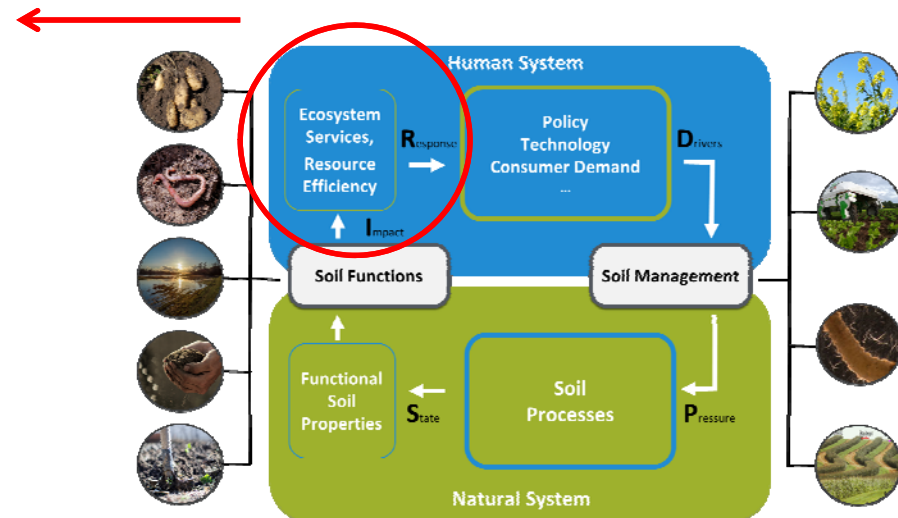 Human System
Ecosystem
Services,
Resource
Efficiency
Response
Policy
Technology
Consumer Demand
...
Drivers
Impact
Soil Functions
Soil Management
Functional
Soil
Properties
State
Soil
Processes
Pressure
Natural System